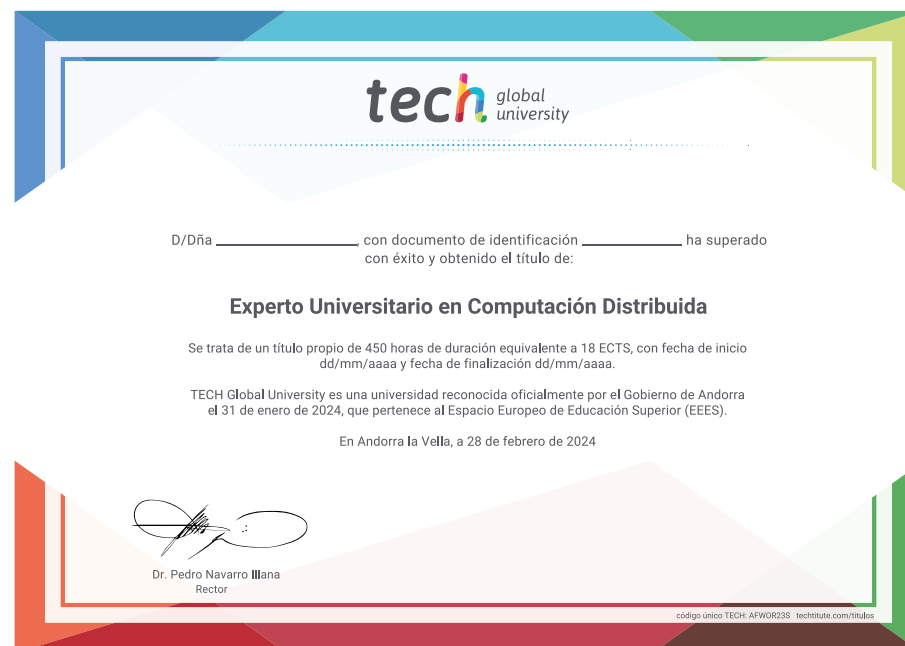 tech global university
D/Dña ____________, con documento de identificación ____________ ha superado
con éxito y obtenido el título de:
Experto Universitario en Computación Distribuida
Se trata de un título propio de 450 horas de duración equivalente a 18 ECTS, con fecha de inicio
dd/mm/aaaa y fecha de finalización dd/mm/aaaa.
TECH Global University es una universidad reconocida oficialmente por el Gobierno de Andorra
el 31 de enero de 2024, que pertenece al Espacio Europeo de Educación Superior (EEES).
En Andorra la Vella, a 28 de febrero de 2024
Dr. Pedro Navarro Illana
Rector
código único TECH: AFWOR23S techtitute.com/titulos